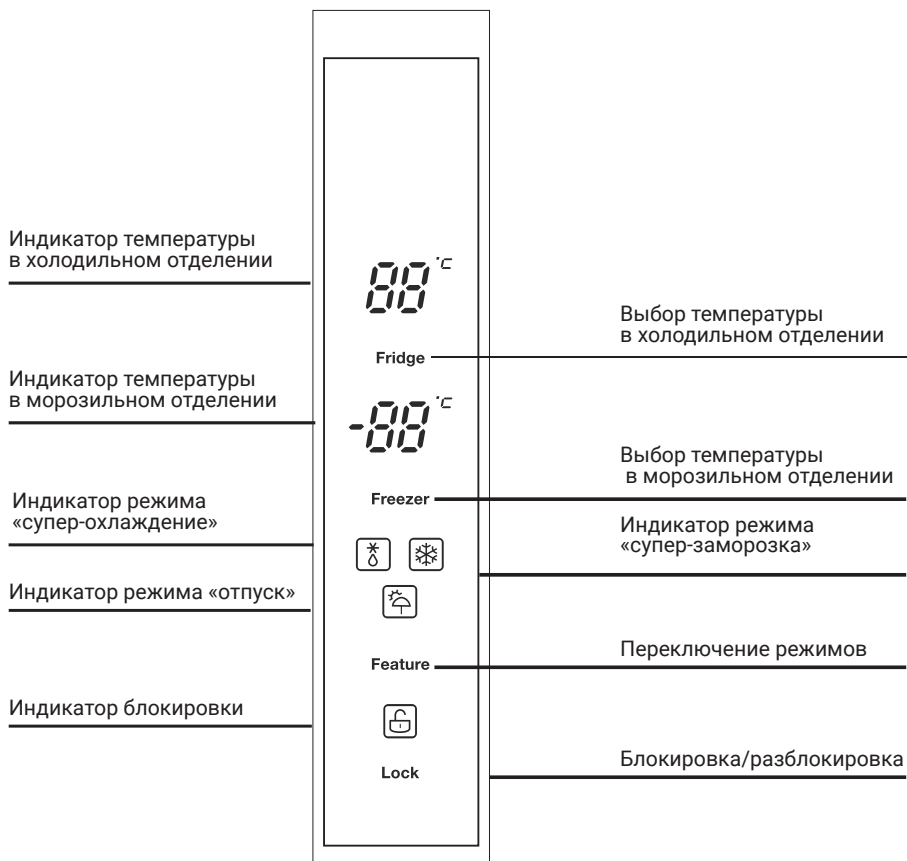 Индикатор температуры
в холодильном отделении
88 °C
Выбор температуры
в холодильном отделении
Fridge
Индикатор температуры
в морозильном отделении
-88 °C
Выбор температуры
в морозильном отделении
Freezer
Индикатор режима
«супер-охлаждение»
Индикатор режима
«супер-заморозка»
Индикатор режима «отпуск»
Переключение режимов
Feature
Индикатор блокировки
Блокировка/разблокировка
Lock